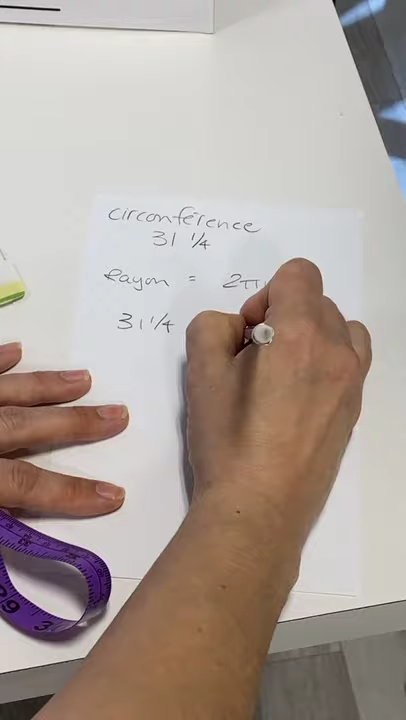 circonférence
31 1/4
Rayon = 2π
31 1/4